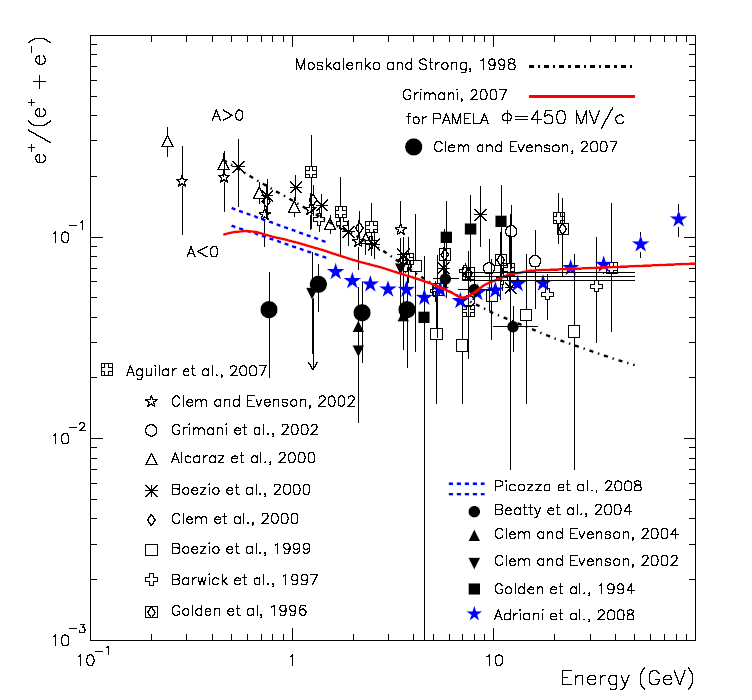 e⁺/(e⁺ + e⁻)
Moskalenko and Strong, 1998
Grimani, 2007
for PAMELA Φ=450 MV/c
Clem and Evenson, 2007
A>0
A<0
10⁻¹
10⁻²
10⁻³
Aguilar et al., 2007
Clem and Evenson, 2002
Grimani et al., 2002
Alcaraz et al., 2000
Boezio et al., 2000
Clem et al., 2000
Boezio et al., 1999
Barwick et al., 1997
Golden et al, 1996
Picozza et al., 2008
Beatty et al., 2004
Clem and Evenson, 2004
Clem and Evenson, 2002
Golden et al., 1994
Adriani et al., 2008
10⁻¹ 1 10
Energy (GeV)